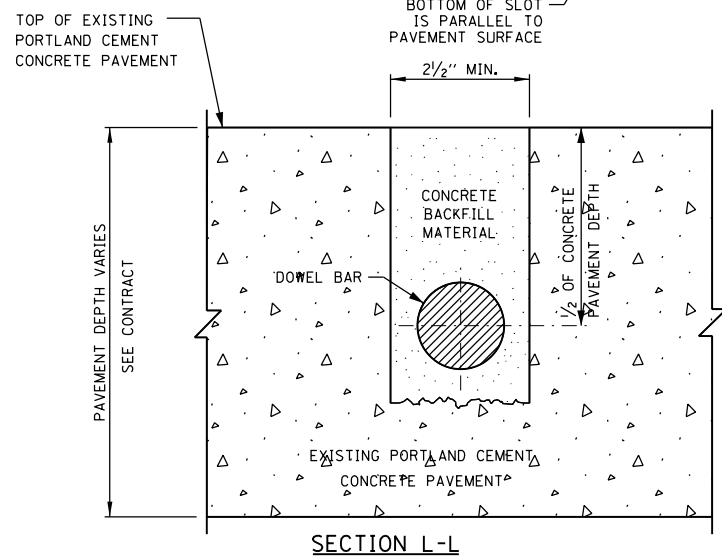 BOTTOM OF SLOT
IS PARALLEL TO
PAVEMENT SURFACE
TOP OF EXISTING
PORTLAND CEMENT
CONCRETE PAVEMENT
2½" MIN.
CONCRETE
BACKFILL
MATERIAL
DOWEL BAR
½ OF CONCRETE
PAVEMENT DEPTH
PAVEMENT DEPTH VARIES
SEE CONTRACT
EXISTING PORTLAND CEMENT
CONCRETE PAVEMENT
SECTION L-L